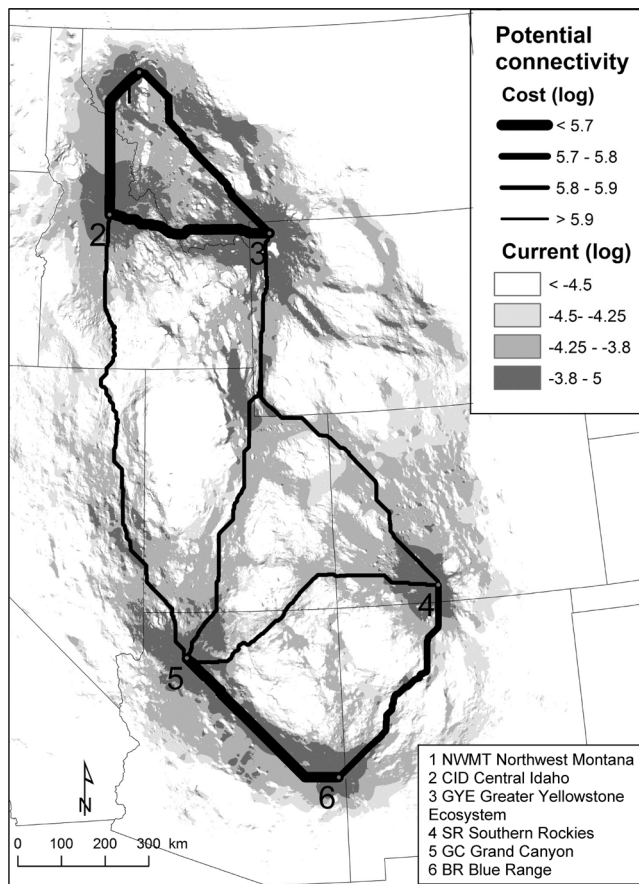 Potential
connectivity
Cost (log)
< 5.7
5.7 - 5.8
5.8 - 5.9
> 5.9
Current (log)
< -4.5
-4.5- -4.25
-4.25 - -3.8
-3.8 - 5
1
2
3
4
5
6
N
0 100 200 300 km
1 NWMT Northwest Montana
2 CID Central Idaho
3 GYE Greater Yellowstone
Ecosystem
4 SR Southern Rockies
5 GC Grand Canyon
6 BR Blue Range